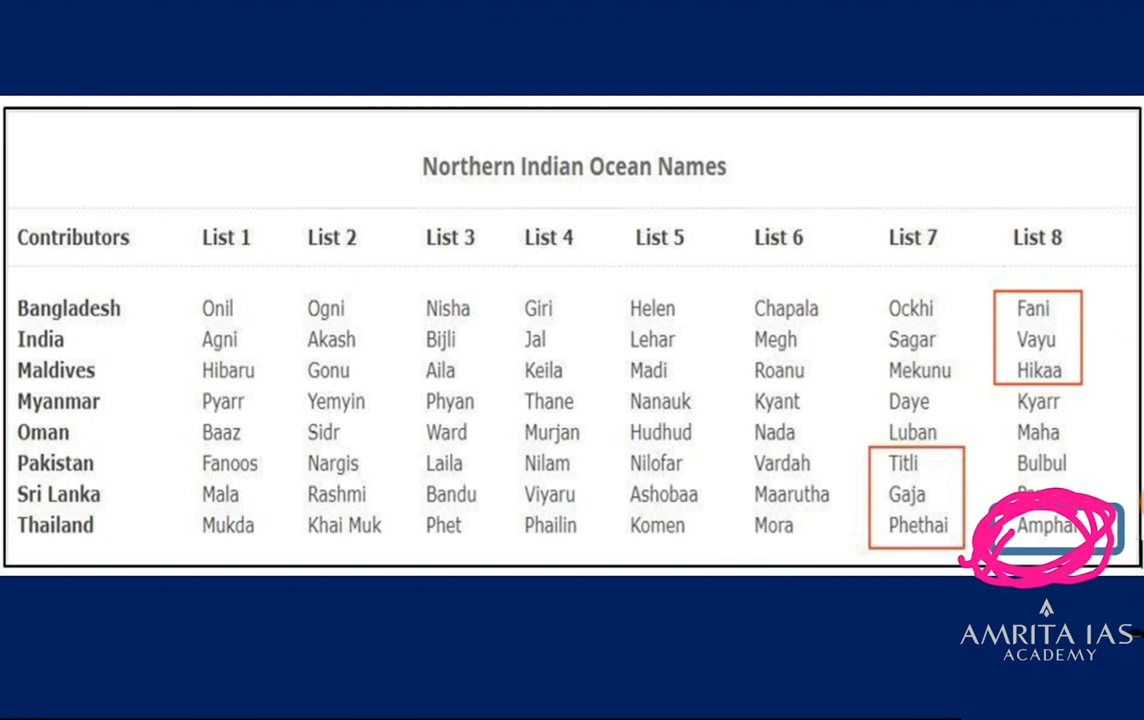 Northern Indian Ocean Names
Contributors List 1 List 2 List 3 List 4 List 5 List 6 List 7 List 8
Bangladesh Onil Ogni Nisha Giri Helen Chapala Ockhi Fani
India Agni Akash Bijli Jal Lehar Megh Sagar Vayu
Maldives Hibaru Gonu Aila Keila Madi Roanu Mekunu Hikaa
Myanmar Pyarr Yemyin Phyan Thane Nanauk Kyant Daye Kyarr
Oman Baaz Sidr Ward Murjan Hudhud Nada Luban Maha
Pakistan Fanoos Nargis Laila Nilam Nilofar Vardah Titli Bulbul
Sri Lanka Mala Rashmi Bandu Viyaru Ashobaa Maarutha Gaja
Thailand Mukda Khai Muk Phet Phailin Komen Mora Phethai Amphan
AMRITA IAS
ACADEMY